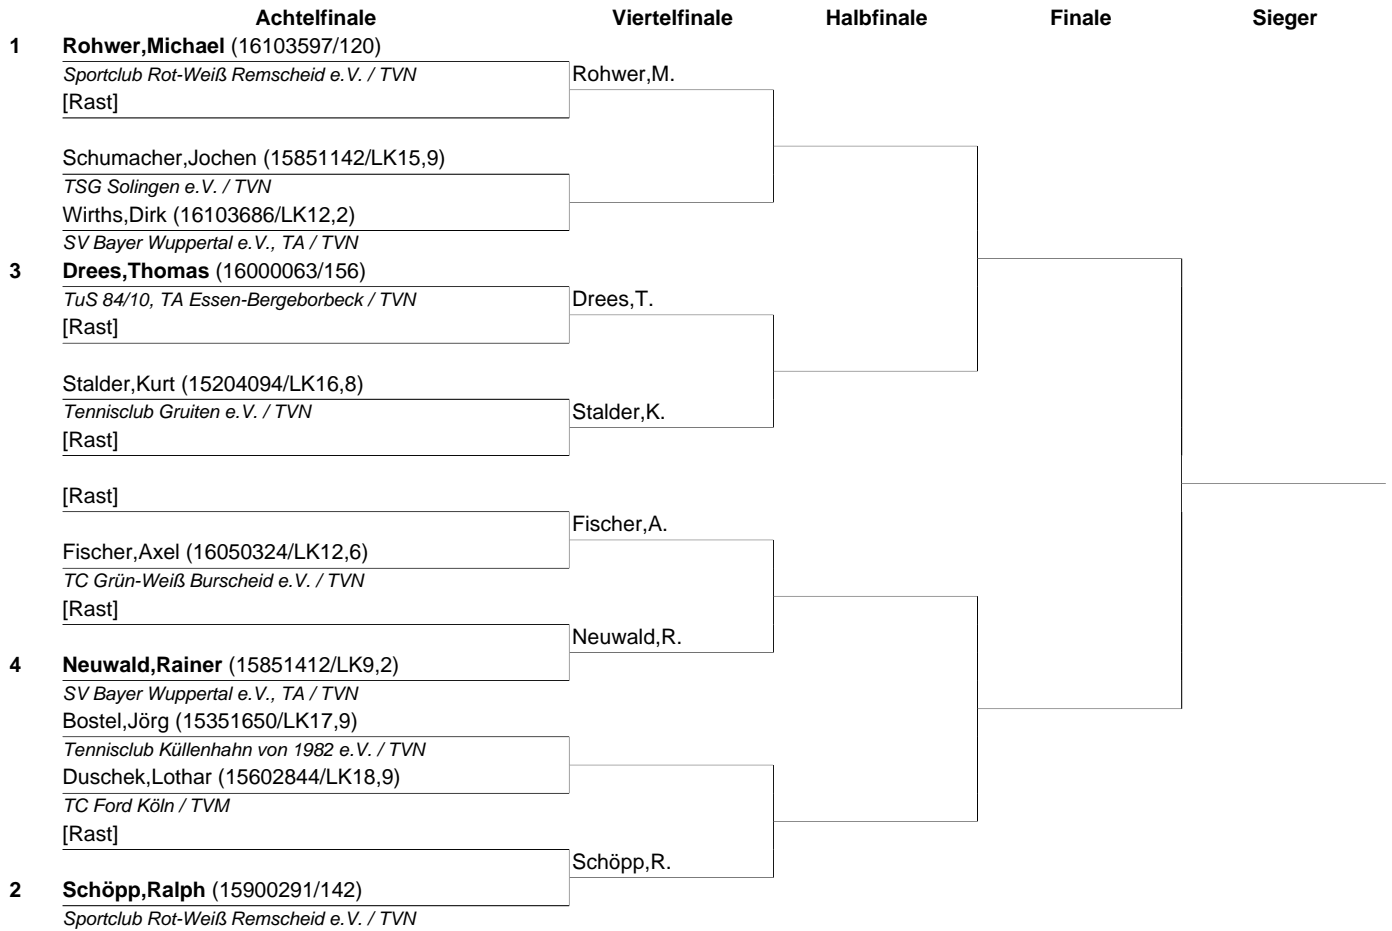 Achtelfinale Viertelfinale Halbfinale Finale Sieger
1 Rohwer,Michael (16103597/120)
Sportclub Rot-Weiß Remscheid e.V. / TVN Rohwer,M.
[Rast]
Schumacher,Jochen (15851142/LK15,9)
TSG Solingen e.V. / TVN
Wirths,Dirk (16103686/LK12,2)
SV Bayer Wuppertal e.V., TA / TVN
3 Drees,Thomas (16000063/156)
TuS 84/10, TA Essen-Bergeborbeck / TVN Drees,T.
[Rast]
Stalder,Kurt (15204094/LK16,8)
Tennisclub Gruiten e.V. / TVN Stalder,K.
[Rast]
[Rast]
Fischer,A.
Fischer,Axel (16050324/LK12,6)
TC Grün-Weiß Burscheid e.V. / TVN
[Rast]
Neuwald,R.
4 Neuwald,Rainer (15851412/LK9,2)
SV Bayer Wuppertal e.V., TA / TVN
Bostel,Jörg (15351650/LK17,9)
Tennisclub Küllenhahn von 1982 e.V. / TVN
Duschek,Lothar (15602844/LK18,9)
TC Ford Köln / TVM
[Rast]
Schöpp,R.
2 Schöpp,Ralph (15900291/142)
Sportclub Rot-Weiß Remscheid e.V. / TVN